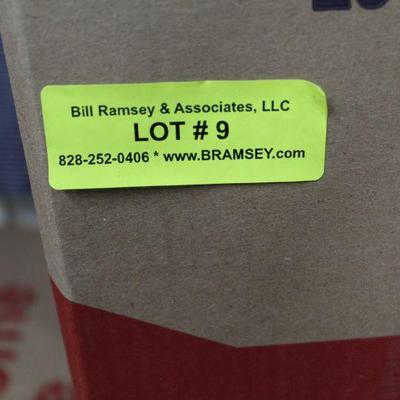 Bill Ramsey & Associates, LLC
LOT # 9
828-252-0406 * www.BRAMSEY.com